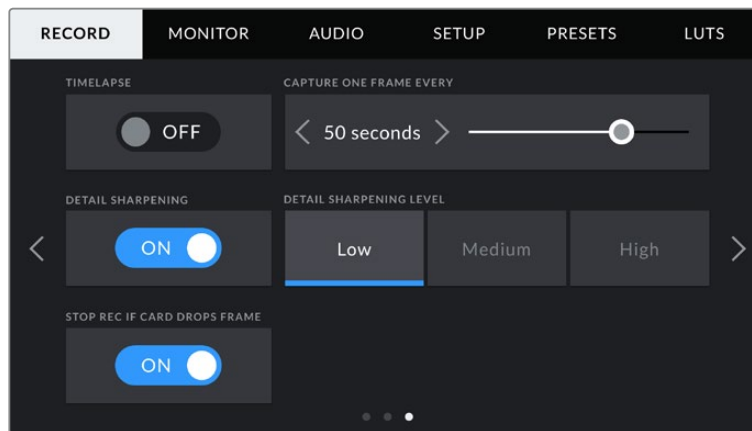 RECORD MONITOR AUDIO SETUP PRESETS LUTS
TIMELAPSE CAPTURE ONE FRAME EVERY
OFF 50 seconds
DETAIL SHARPENING DETAIL SHARPENING LEVEL
ON Low Medium High
STOP REC IF CARD DROPS FRAME
ON